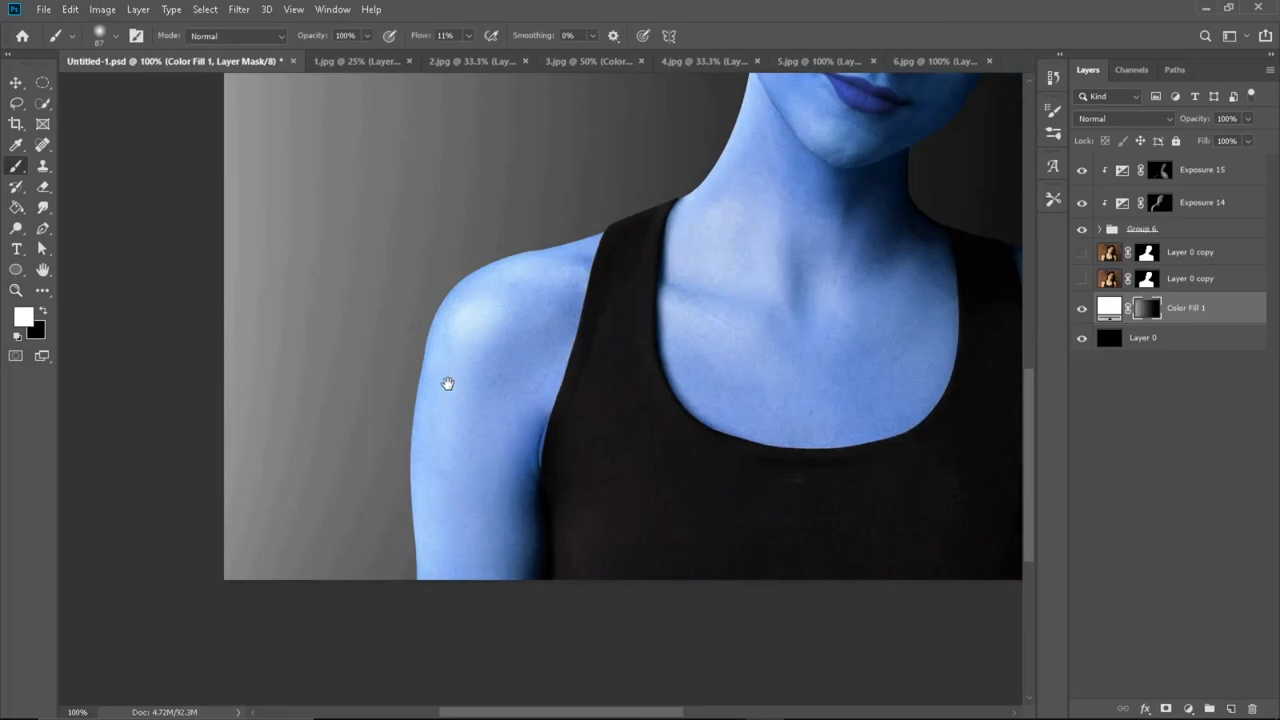 Ps File Edit Image Layer Type Select Filter 3D View Window Help
87 Mode: Normal Opacity: 100% Flow: 11% Smoothing: 0%
Untitled-1.psd @ 100% (Color Fill 1, Layer Mask/8) * × 1.jpg @ 25% (Layer... × 2.jpg @ 33.3% (Lay... × 3.jpg @ 50% (Color... × 4.jpg @ 33.3% (Lay... × 5.jpg @ 100% (Lay... × 6.jpg @ 100% (Lay... ×
Layers Channels Paths
Kind
Normal Opacity: 100%
Lock: Fill: 100%
Exposure 15
Exposure 14
Group 6
Layer 0 copy
Layer 0 copy
Color Fill 1
Layer 0
100% Doc: 4.72M/92.3M
fx